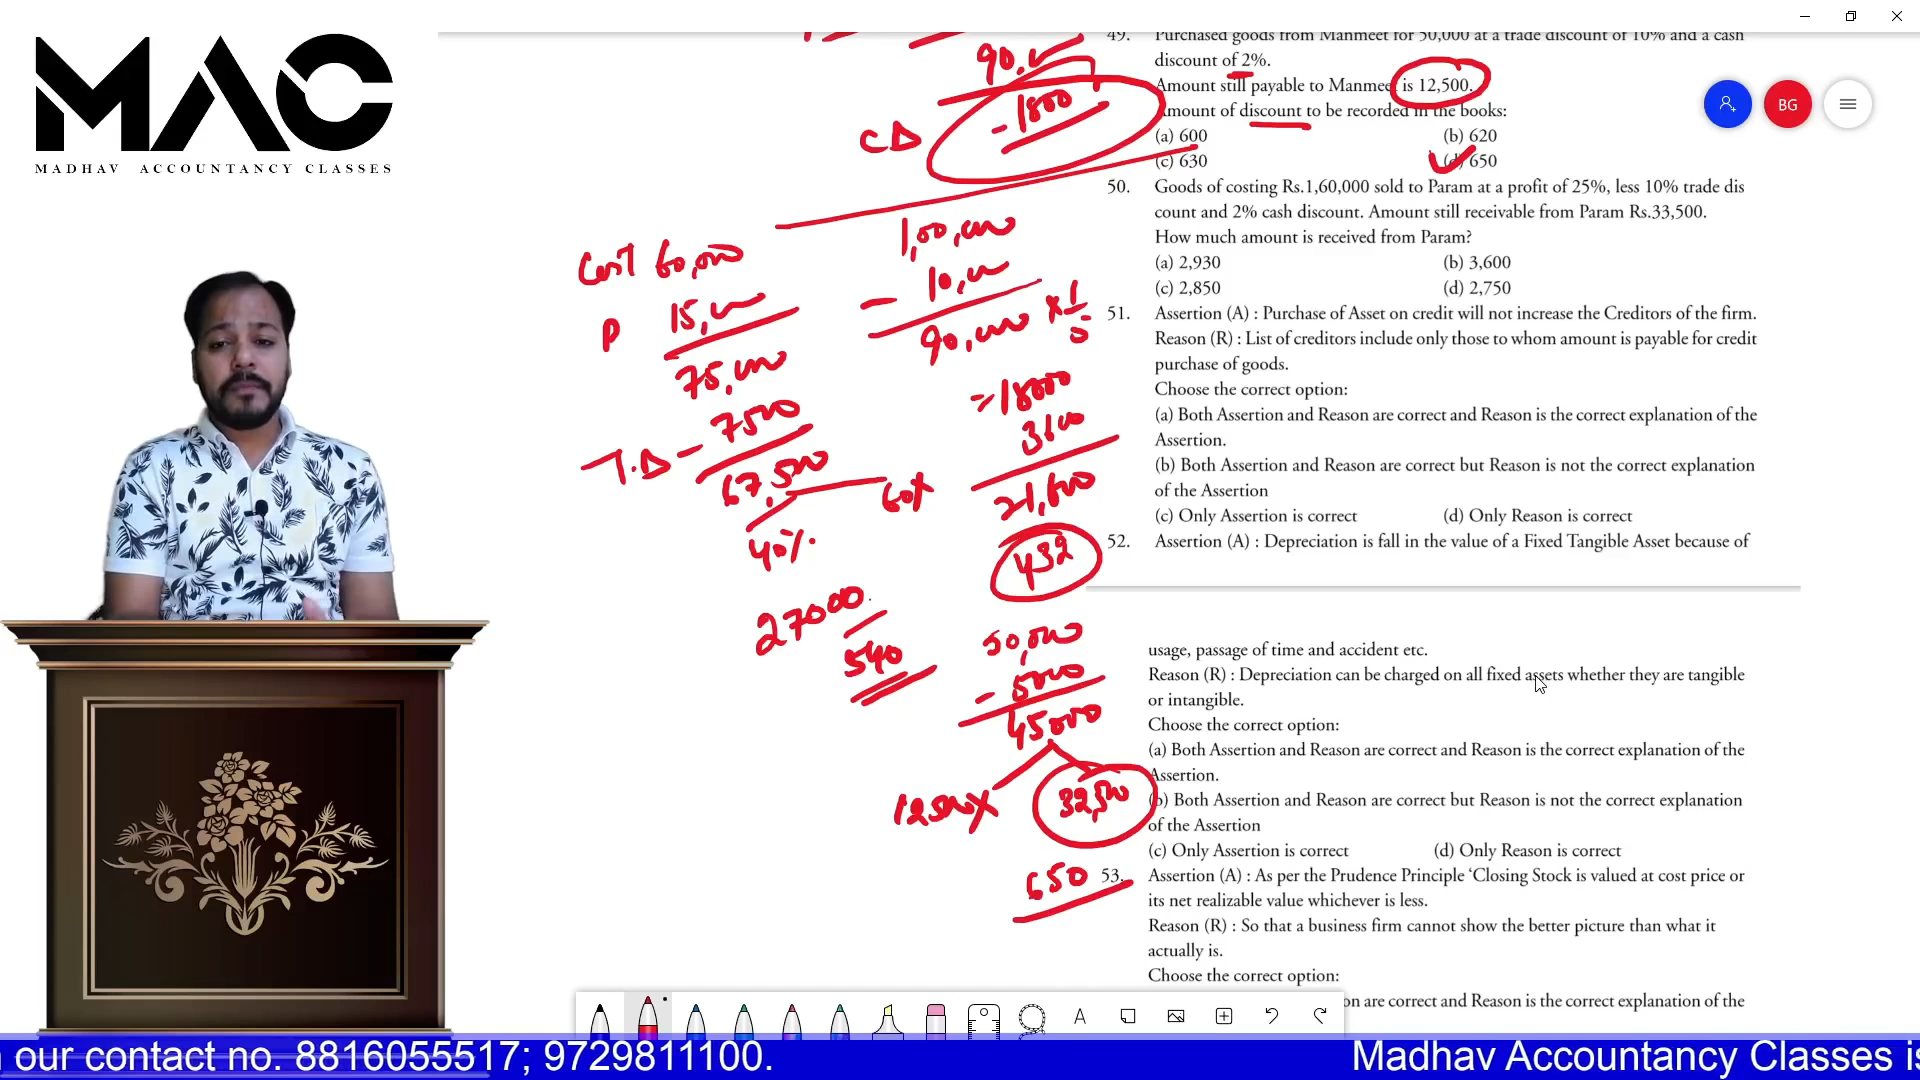 MAC
MADHAV ACCOUNTANCY CLASSES
49. Purchased goods from Manmeet for 50,000 at a trade discount of 10% and a cash
discount of 2%.
Amount still payable to Manmeet is 12,500.
Amount of discount to be recorded in the books:
(a) 600 (b) 620
(c) 630 (d) 650
50. Goods of costing Rs.1,60,000 sold to Param at a profit of 25%, less 10% trade dis
count and 2% cash discount. Amount still receivable from Param Rs.33,500.
How much amount is received from Param?
(a) 2,930 (b) 3,600
(c) 2,850 (d) 2,750
51. Assertion (A) : Purchase of Asset on credit will not increase the Creditors of the firm.
Reason (R) : List of creditors include only those to whom amount is payable for credit
purchase of goods.
Choose the correct option:
(a) Both Assertion and Reason are correct and Reason is the correct explanation of the
Assertion.
(b) Both Assertion and Reason are correct but Reason is not the correct explanation
of the Assertion
(c) Only Assertion is correct (d) Only Reason is correct
52. Assertion (A) : Depreciation is fall in the value of a Fixed Tangible Asset because of
usage, passage of time and accident etc.
Reason (R) : Depreciation can be charged on all fixed assets whether they are tangible
or intangible.
Choose the correct option:
(a) Both Assertion and Reason are correct and Reason is the correct explanation of the
Assertion.
(b) Both Assertion and Reason are correct but Reason is not the correct explanation
of the Assertion
(c) Only Assertion is correct (d) Only Reason is correct
53. Assertion (A) : As per the Prudence Principle ‘Closing Stock is valued at cost price or
its net realizable value whichever is less.
Reason (R) : So that a business firm cannot show the better picture than what it
actually is.
Choose the correct option:
on are correct and Reason is the correct explanation of the
- 1800
CD
Cost 60,000
P 15,000
75,000
T.D - 7500
67,500
60%
40%
27000
540
1,00,000
- 10,000
90,000 × 1/5
= 18000
21,600
432
50,000
- 5000
45000
12500 X
32,500
650
BG
A
our contact no. 8816055517; 9729811100.
Madhav Accountancy Classes is